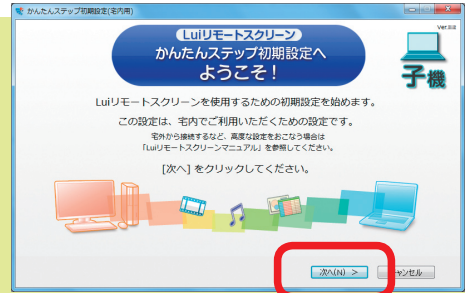 かんたんステップ初期設定(宅内用)
Luiリモートスクリーン
かんたんステップ初期設定へ
ようこそ！
子機
Luiリモートスクリーンを使用するための初期設定を始めます。
この設定は、宅内でご利用いただくための設定です。
宅外から接続するなど、高度な設定をおこなう場合は
「Luiリモートスクリーンマニュアル」を参照してください。
[次へ] をクリックしてください。
次へ(N) >
キャンセル